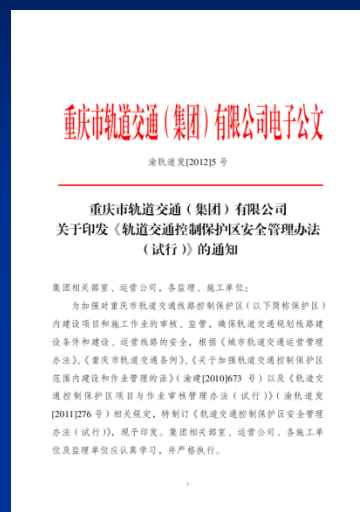 重庆市轨道交通（集团）有限公司电子公文
渝轨道发[2012]5 号
重庆市轨道交通（集团）有限公司
关于印发《轨道交通控制保护区安全管理办法
（试行）》的通知
集团相关部室、运营公司，各监理、施工单位：
为加强对重庆市轨道交通线路控制保护区（以下简称保护区）
内建设项目和施工作业的审核、监管，确保轨道交通规划线路建
设条件和建设、运营线路的安全，根据《城市轨道交通运营管理
办法》、《重庆市轨道交通条例》、《关于加强轨道交通控制保护区
范围内建设和作业管理的函》（渝建[2010]673 号）以及《轨道交
通控制保护区项目与作业审核管理办法（试行）》（渝轨道发
[2011]276 号）相关规定，特制订《轨道交通控制保护区安全管理
办法（试行）》，现予印发。集团相关部室、运营公司、各施工单
位及监理单位应认真学习，并严格执行。
1